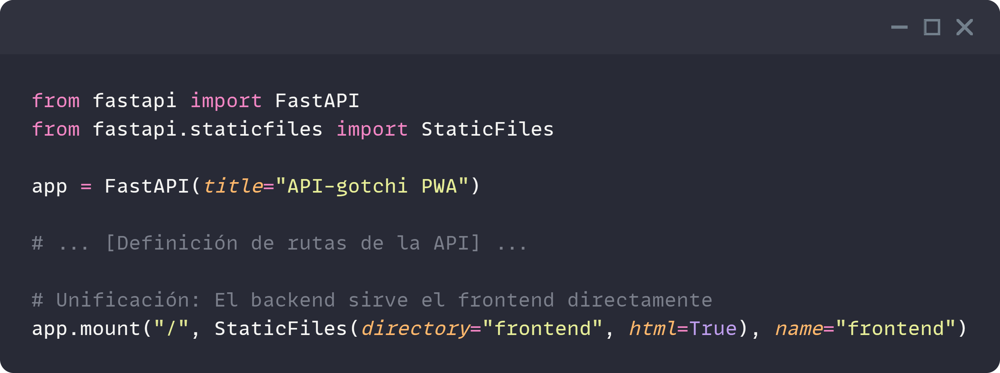 from fastapi import FastAPI
from fastapi.staticfiles import StaticFiles
app = FastAPI(title="API-gotchi PWA")
# ... [Definición de rutas de la API] ...
# Unificación: El backend sirve el frontend directamente
app.mount("/", StaticFiles(directory="frontend", html=True), name="frontend")